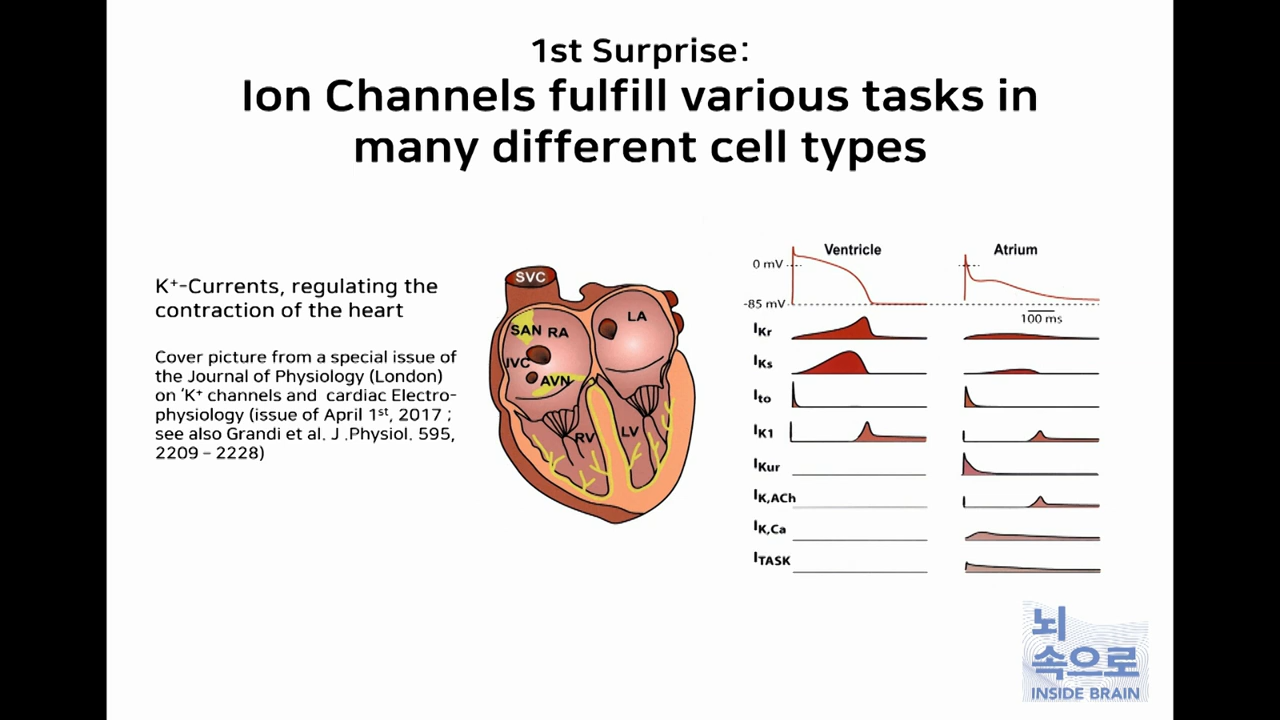 1st Surprise:
Ion Channels fulfill various tasks in
many different cell types
K⁺-Currents, regulating the
contraction of the heart
Cover picture from a special issue of
the Journal of Physiology (London)
on ‘K⁺ channels and cardiac Electro-
physiology (issue of April 1ˢᵗ, 2017 ;
see also Grandi et al. J .Physiol. 595,
2209 – 2228)
SVC
SAN RA
LA
IVC
AVN
RV
LV
Ventricle
Atrium
0 mV
-85 mV
100 ms
IKr
IKs
Ito
IK1
IKur
IK,ACh
IK,Ca
ITASK
뇌
속으로
INSIDE BRAIN